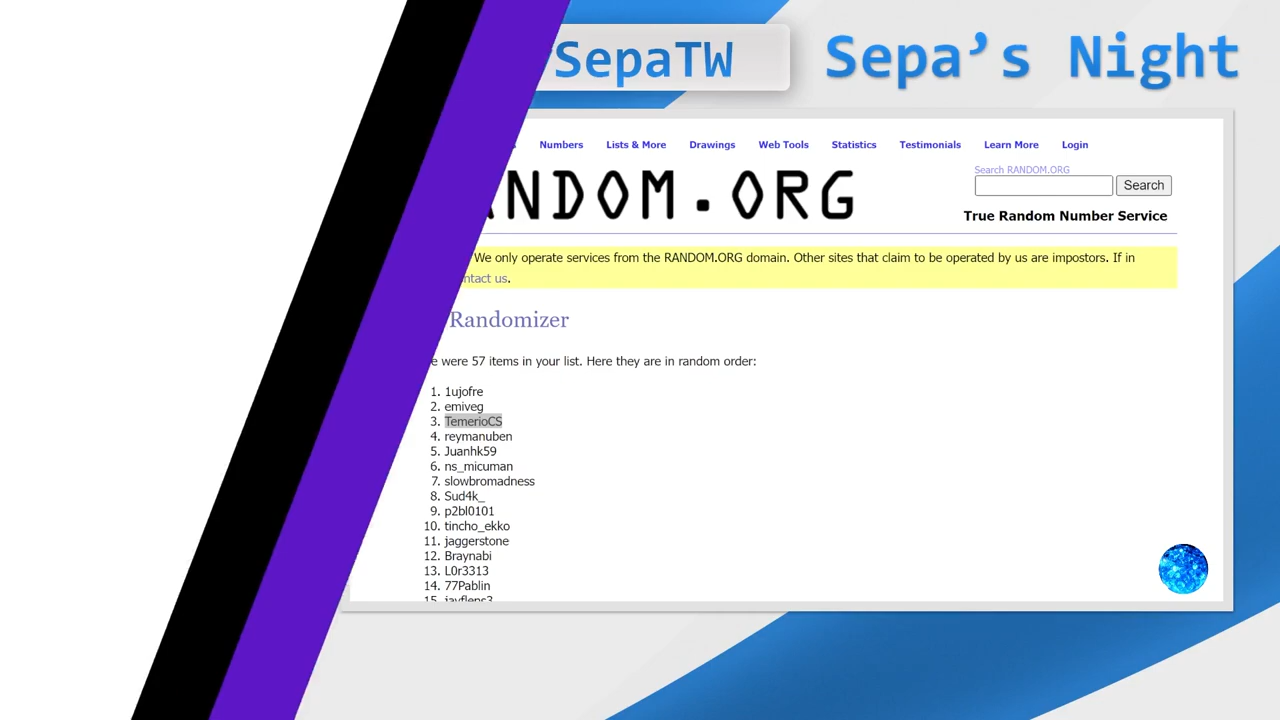 SepaTW
Sepa’s Night
Numbers Lists & More Drawings Web Tools Statistics Testimonials Learn More Login
Search RANDOM.ORG
Search
NDOM.ORG
True Random Number Service
We only operate services from the RANDOM.ORG domain. Other sites that claim to be operated by us are impostors. If in
ntact us.
Randomizer
e were 57 items in your list. Here they are in random order:
1. 1ujofre
2. emiveg
3. TemerioCS
4. reymanuben
5. Juanhk59
6. ns_micuman
7. slowbromadness
8. Sud4k_
9. p2bl0101
10. tincho_ekko
11. jaggerstone
12. Braynabi
13. L0r3313
14. 77Pablin